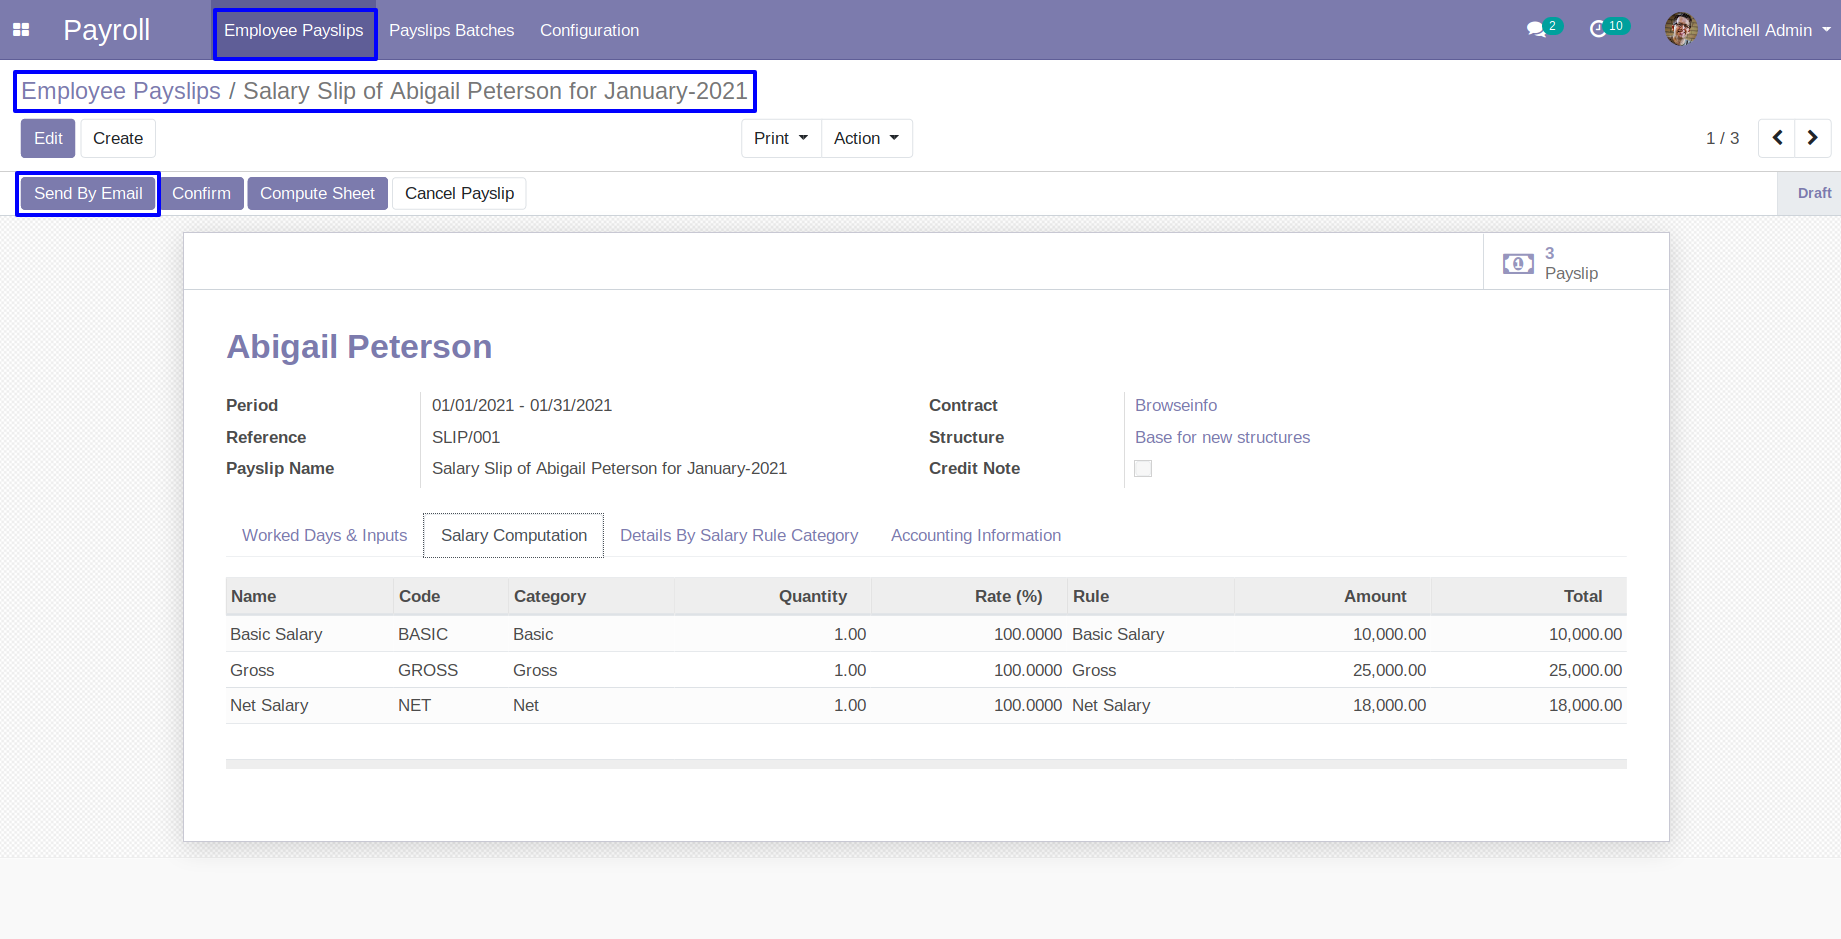 Payroll Employee Payslips Payslips Batches Configuration 2 10 Mitchell Admin
Employee Payslips / Salary Slip of Abigail Peterson for January-2021
Edit Create Print Action 1 / 3
Send By Email Confirm Compute Sheet Cancel Payslip Draft
3
Payslip
Abigail Peterson
Period 01/01/2021 - 01/31/2021 Contract Browseinfo
Reference SLIP/001 Structure Base for new structures
Payslip Name Salary Slip of Abigail Peterson for January-2021 Credit Note
Worked Days & Inputs Salary Computation Details By Salary Rule Category Accounting Information
Name Code Category Quantity Rate (%) Rule Amount Total
Basic Salary BASIC Basic 1.00 100.0000 Basic Salary 10,000.00 10,000.00
Gross GROSS Gross 1.00 100.0000 Gross 25,000.00 25,000.00
Net Salary NET Net 1.00 100.0000 Net Salary 18,000.00 18,000.00